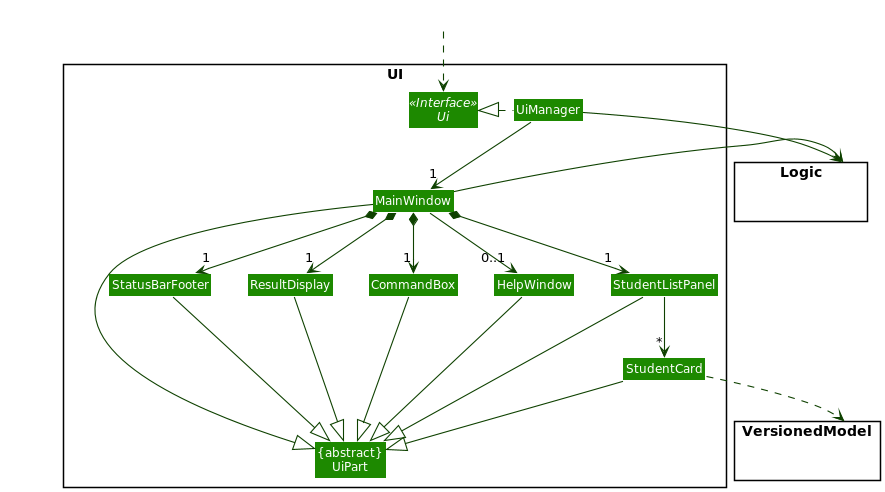 UI
«Interface»
Ui
UiManager
Logic
1
MainWindow
1
1
1
0..1
1
StatusBarFooter
ResultDisplay
CommandBox
HelpWindow
StudentListPanel
*
StudentCard
VersionedModel
{abstract}
UiPart